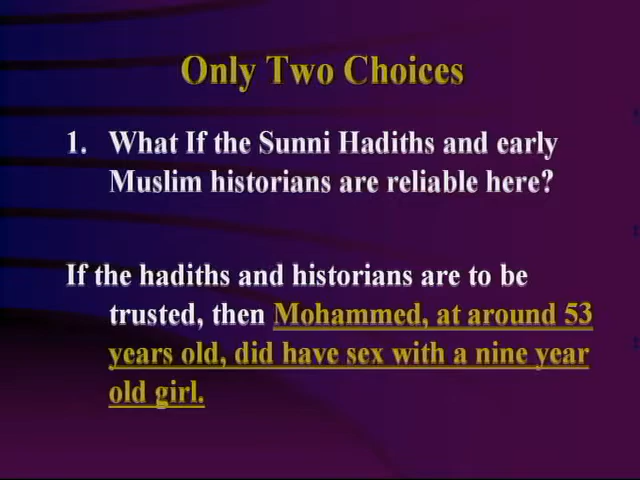 Only Two Choices
1. What If the Sunni Hadiths and early
Muslim historians are reliable here?
If the hadiths and historians are to be
trusted, then Mohammed, at around 53
years old, did have sex with a nine year
old girl.